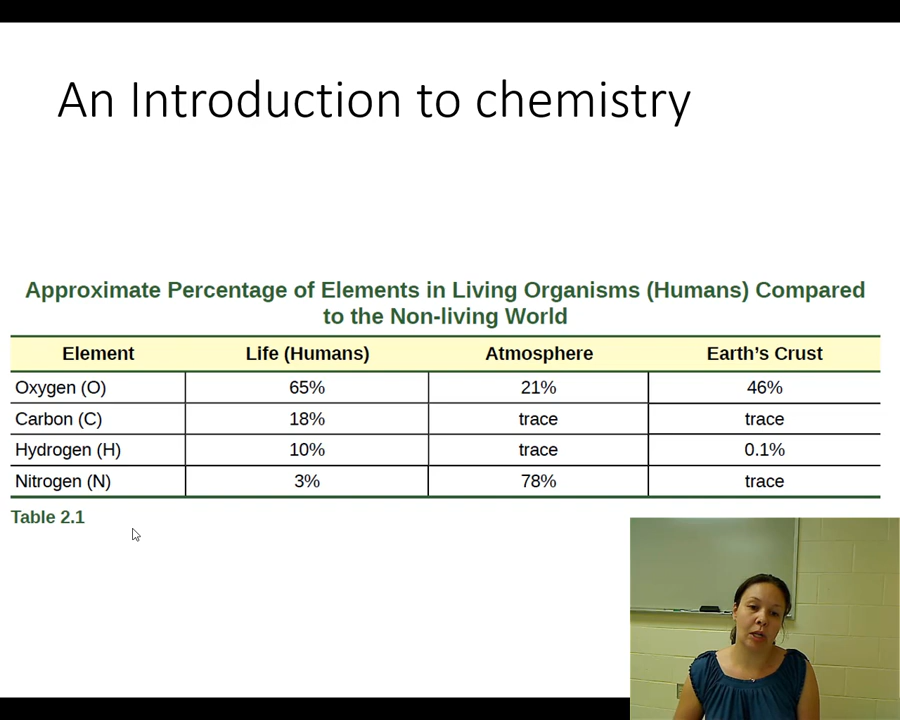 An Introduction to chemistry
Approximate Percentage of Elements in Living Organisms (Humans) Compared
to the Non-living World
Element Life (Humans) Atmosphere Earth’s Crust
Oxygen (O) 65% 21% 46%
Carbon (C) 18% trace trace
Hydrogen (H) 10% trace 0.1%
Nitrogen (N) 3% 78% trace
Table 2.1